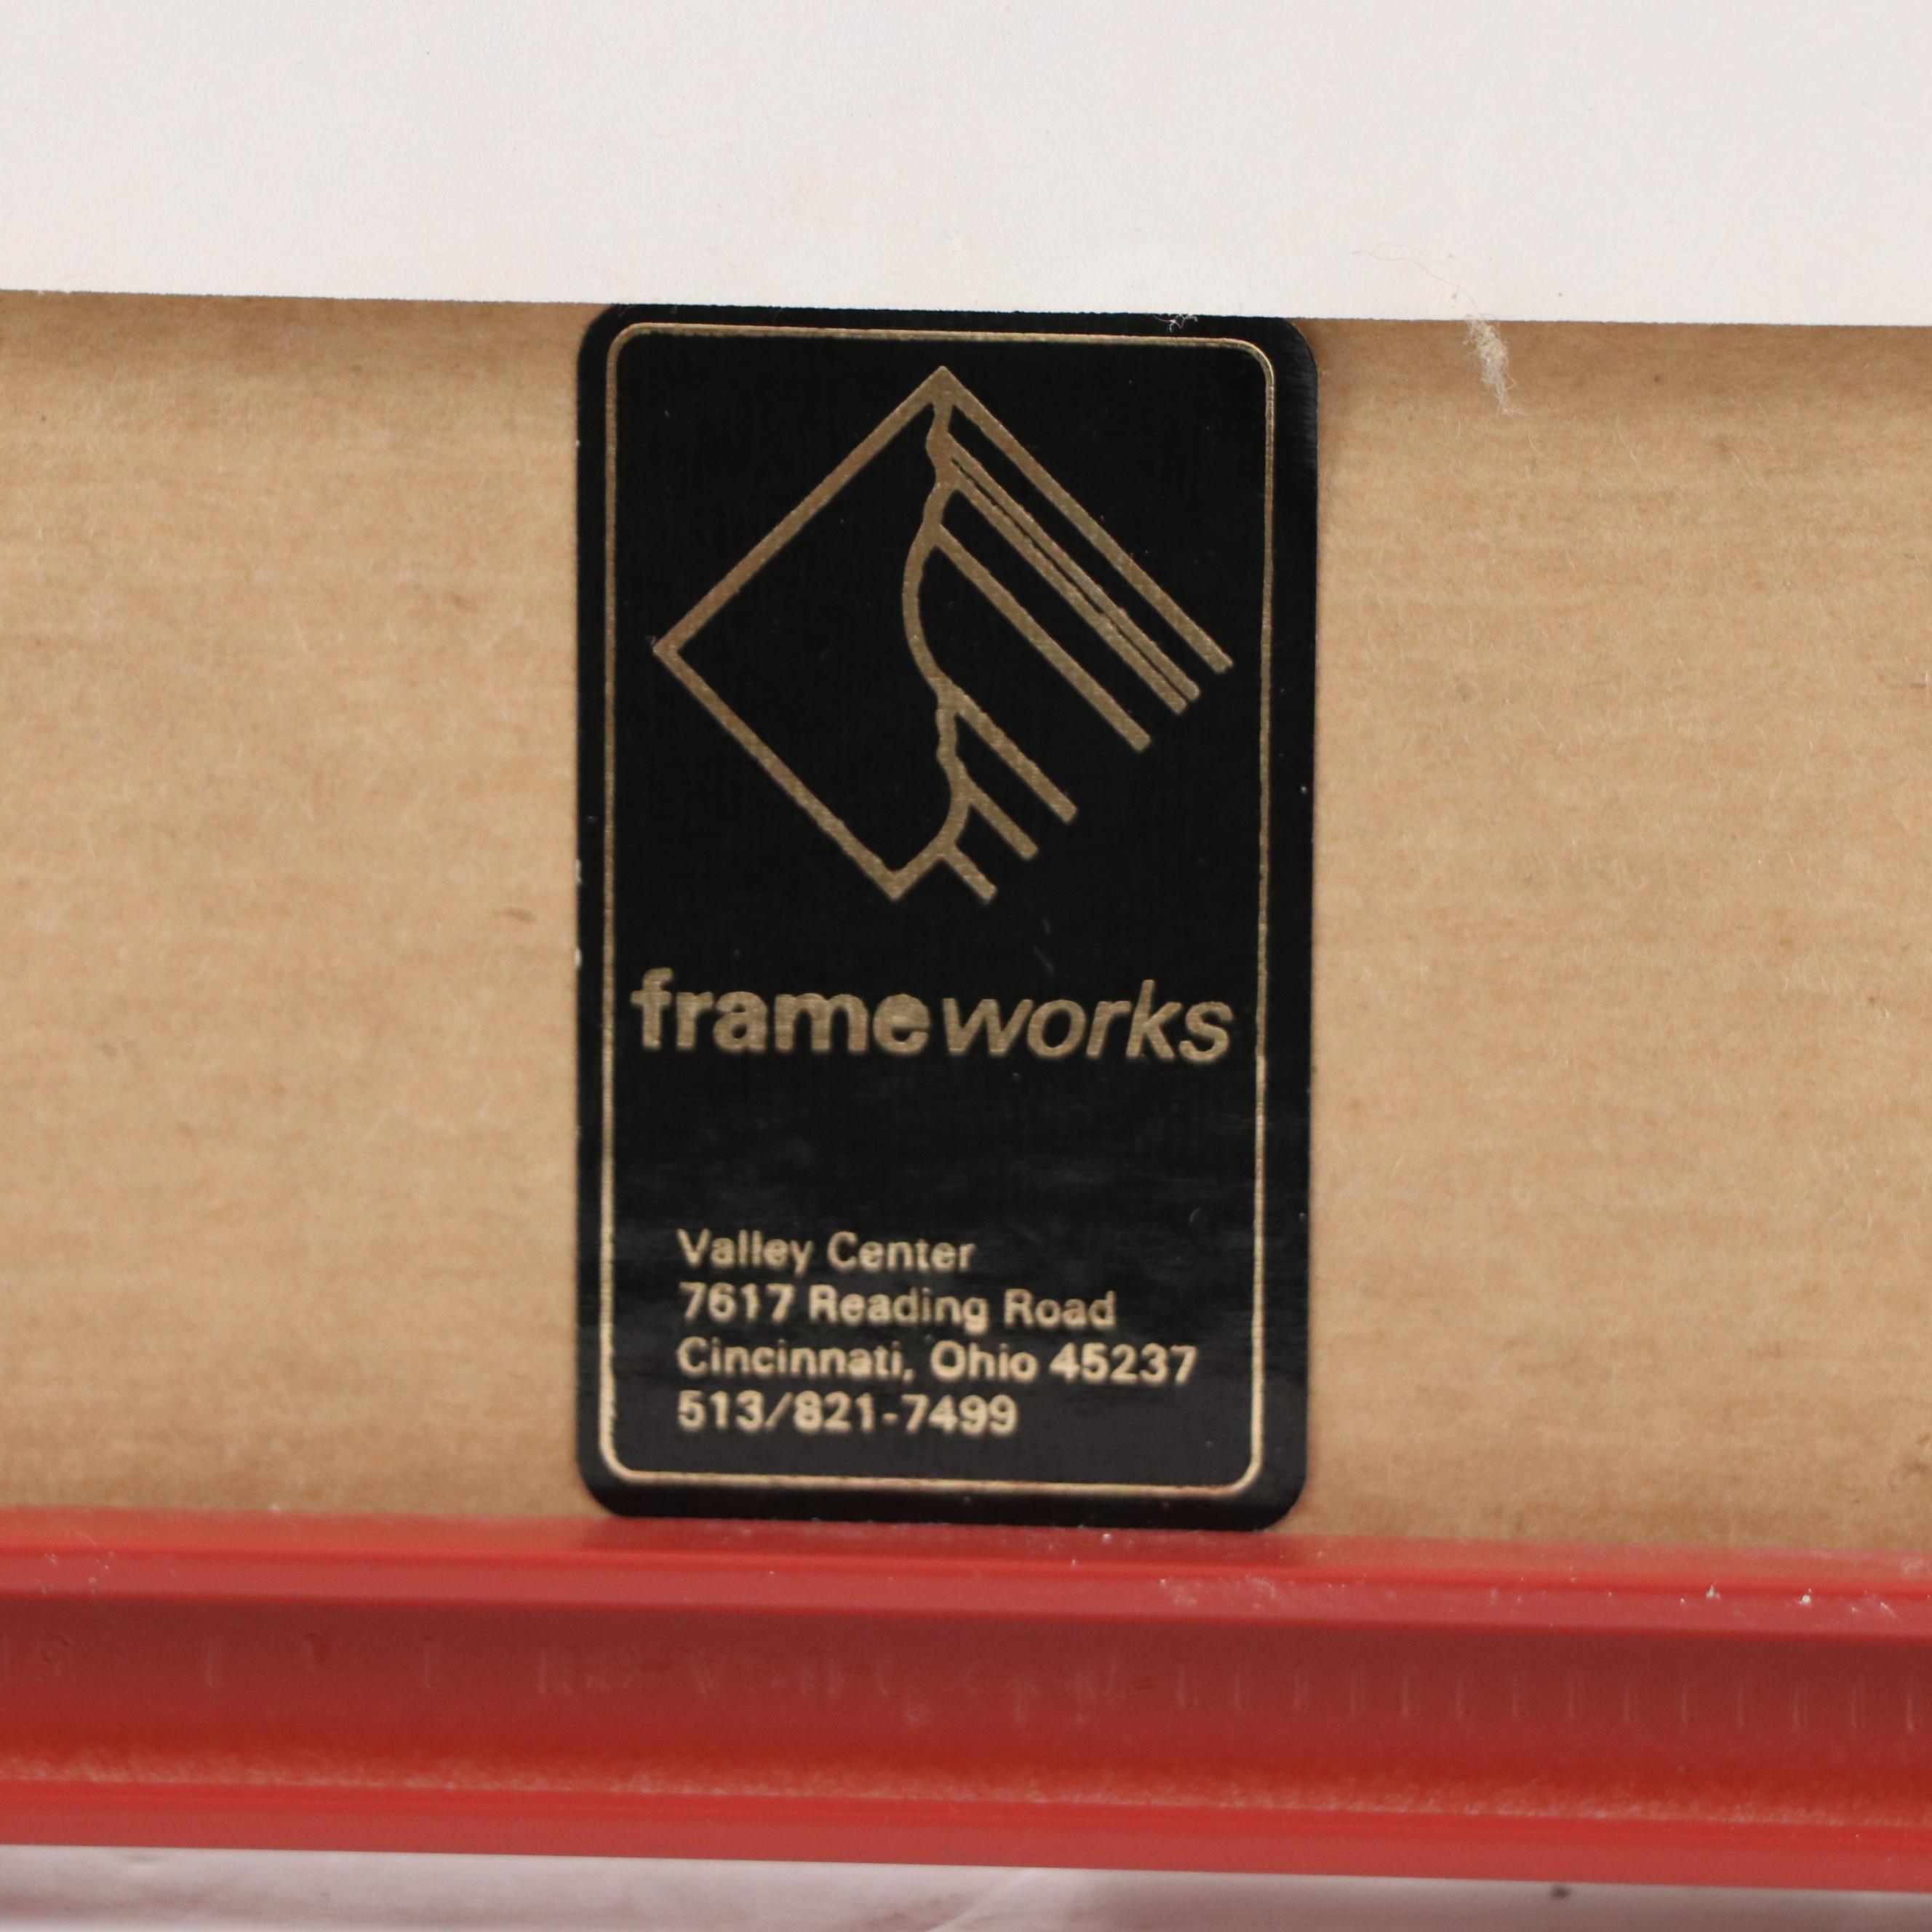 frameworks
Valley Center
7617 Reading Road
Cincinnati, Ohio 45237
513/821-7499